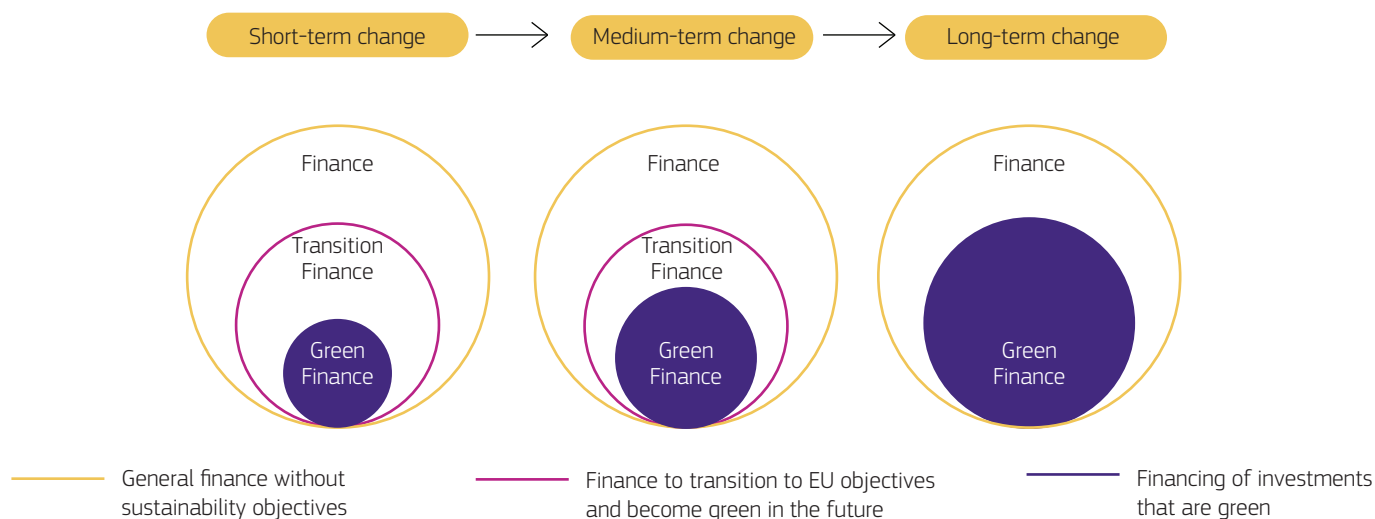 Short-term change
Medium-term change
Long-term change
Finance
Transition
Finance
Green
Finance
Finance
Transition
Finance
Green
Finance
Finance
Green
Finance
General finance without
sustainability objectives
Finance to transition to EU objectives
and become green in the future
Financing of investments
that are green